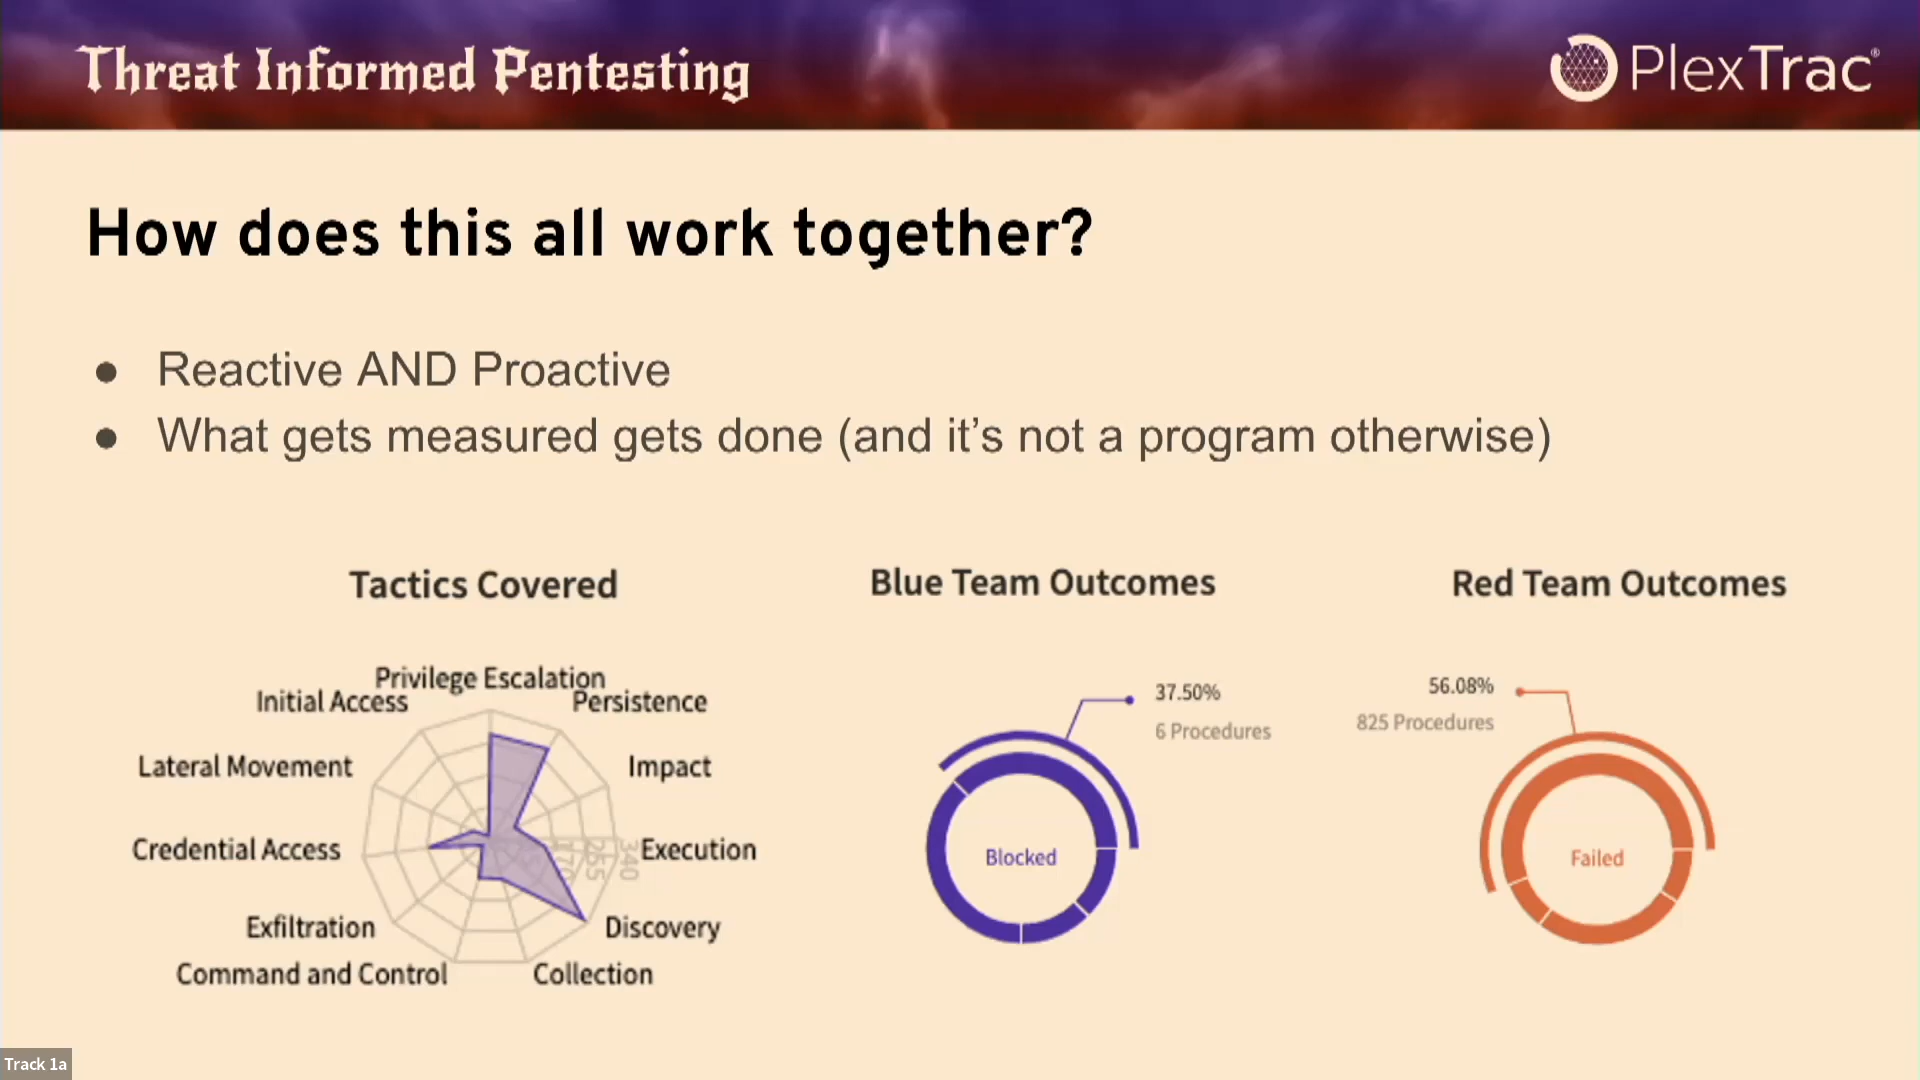 Threat Informed Pentesting
PlexTrac®
How does this all work together?
● Reactive AND Proactive
● What gets measured gets done (and it’s not a program otherwise)
Tactics Covered
Privilege Escalation
Initial Access
Persistence
Lateral Movement
Impact
Credential Access
Execution
170
255
340
Exfiltration
Discovery
Command and Control
Collection
Blue Team Outcomes
37.50%
6 Procedures
Blocked
Red Team Outcomes
56.08%
825 Procedures
Failed
Track 1a